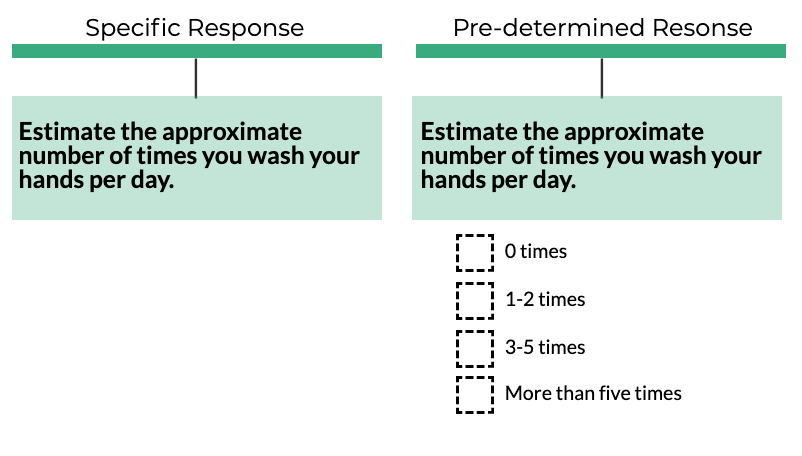 Specific Response
Estimate the approximate
number of times you wash your
hands per day.
Pre-determined Resonse
Estimate the approximate
number of times you wash your
hands per day.
0 times
1-2 times
3-5 times
More than five times